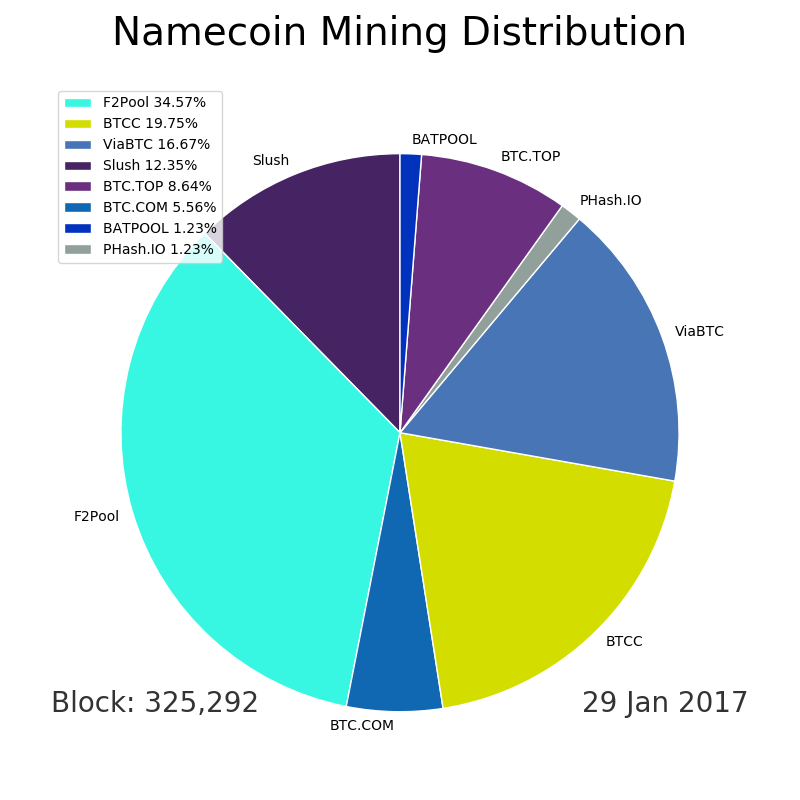 Namecoin Mining Distribution
F2Pool 34.57%
BTCC 19.75%
ViaBTC 16.67%
Slush 12.35%
BTC.TOP 8.64%
BTC.COM 5.56%
BATPOOL 1.23%
PHash.IO 1.23%
BATPOOL
BTC.TOP
Slush
PHash.IO
ViaBTC
F2Pool
BTCC
BTC.COM
Block: 325,292
29 Jan 2017